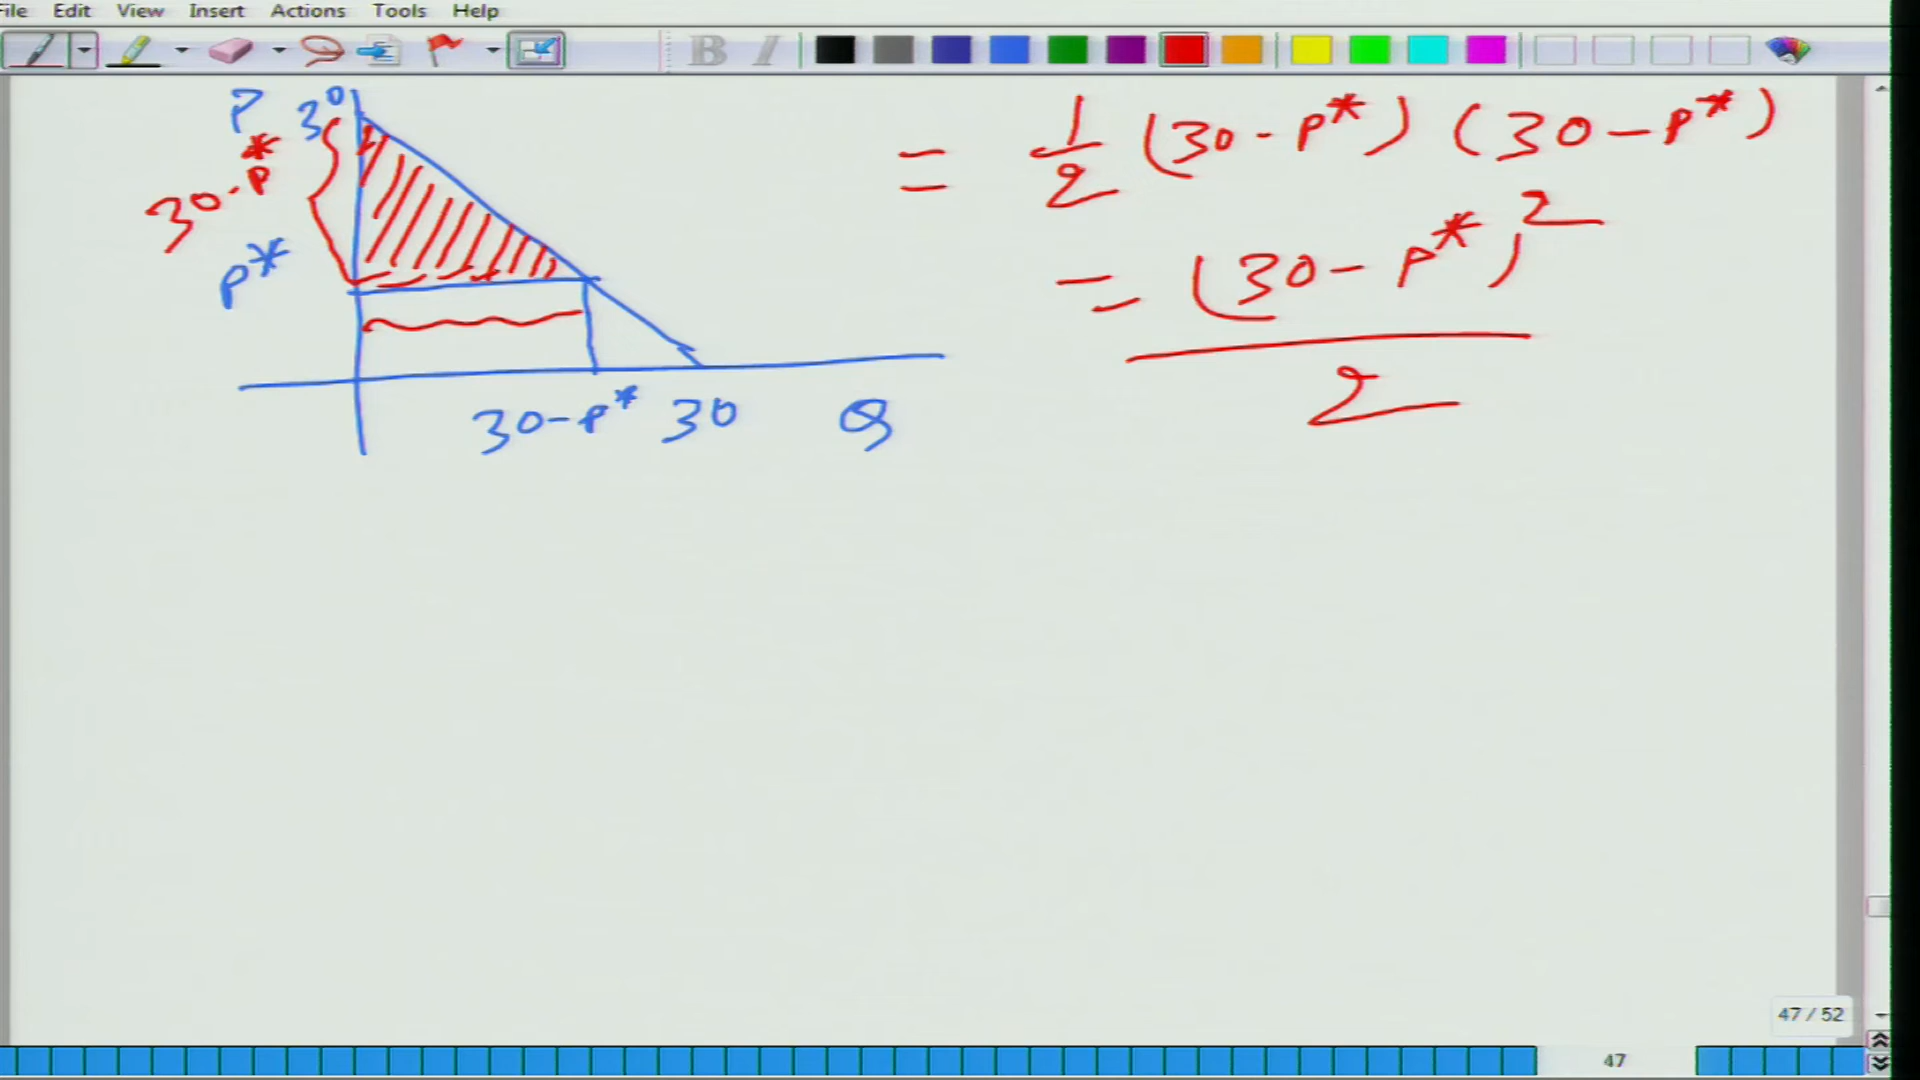 File Edit View Insert Actions Tools Help
B I
P 30
30-P*
P*
30-P* 30 Q
= 1/2 (30-P*) (30-P*)
= (30-P*)²
2
47 / 52
47